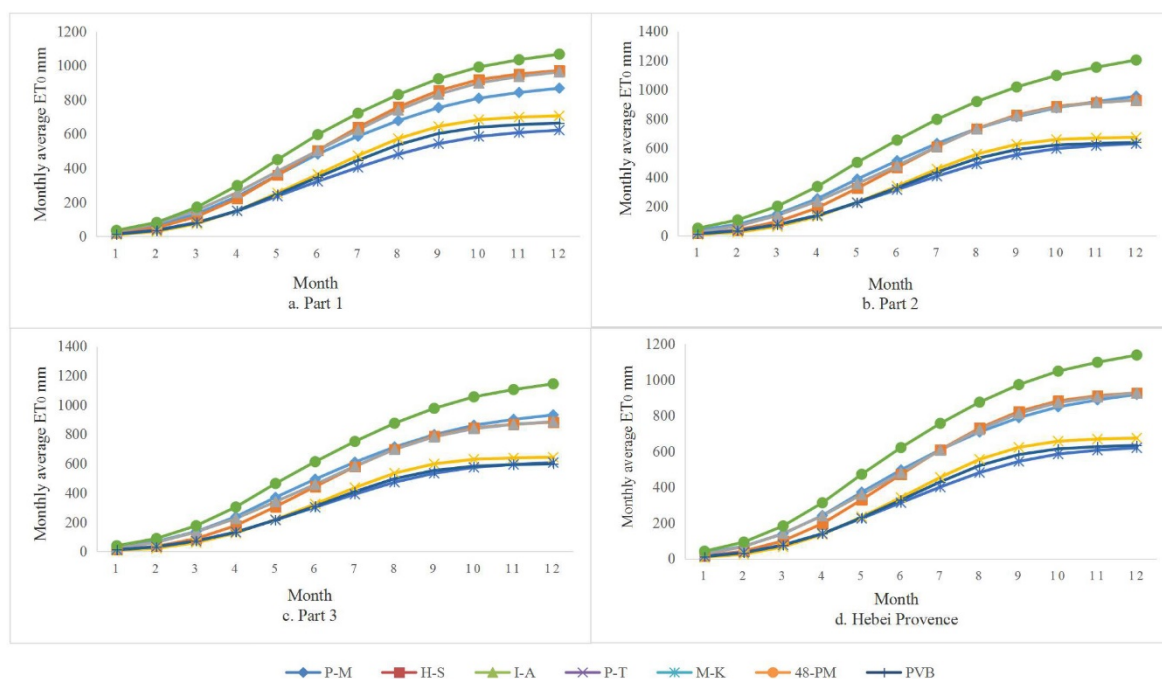 1200
1000
800
600
400
200
0
Monthly average ET0 mm
1 2 3 4 5 6 7 8 9 10 11 12
Month
a. Part 1
1400
1200
1000
800
600
400
200
0
Monthly average ET0 mm
1 2 3 4 5 6 7 8 9 10 11 12
Month
b. Part 2
1400
1200
1000
800
600
400
200
0
Monthly average ET0 mm
1 2 3 4 5 6 7 8 9 10 11 12
Month
c. Part 3
1200
1000
800
600
400
200
0
Monthly average ET0 mm
1 2 3 4 5 6 7 8 9 10 11 12
Month
d. Hebei Provence
P-M H-S I-A P-T M-K 48-PM PVB